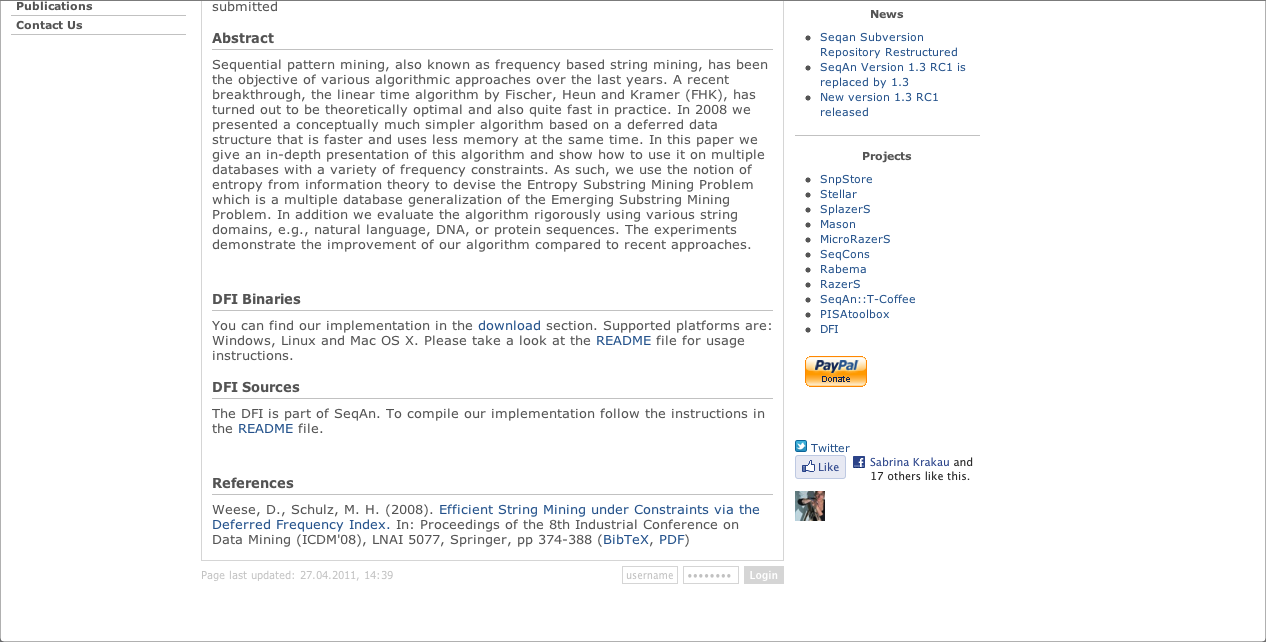 Publications
Contact Us
submitted
Abstract
Sequential pattern mining, also known as frequency based string mining, has been
the objective of various algorithmic approaches over the last years. A recent
breakthrough, the linear time algorithm by Fischer, Heun and Kramer (FHK), has
turned out to be theoretically optimal and also quite fast in practice. In 2008 we
presented a conceptually much simpler algorithm based on a deferred data
structure that is faster and uses less memory at the same time. In this paper we
give an in-depth presentation of this algorithm and show how to use it on multiple
databases with a variety of frequency constraints. As such, we use the notion of
entropy from information theory to devise the Entropy Substring Mining Problem
which is a multiple database generalization of the Emerging Substring Mining
Problem. In addition we evaluate the algorithm rigorously using various string
domains, e.g., natural language, DNA, or protein sequences. The experiments
demonstrate the improvement of our algorithm compared to recent approaches.
DFI Binaries
You can find our implementation in the download section. Supported platforms are:
Windows, Linux and Mac OS X. Please take a look at the README file for usage
instructions.
DFI Sources
The DFI is part of SeqAn. To compile our implementation follow the instructions in
the README file.
References
Weese, D., Schulz, M. H. (2008). Efficient String Mining under Constraints via the
Deferred Frequency Index. In: Proceedings of the 8th Industrial Conference on
Data Mining (ICDM'08), LNAI 5077, Springer, pp 374-388 (BibTeX, PDF)
Page last updated: 27.04.2011, 14:39
username
••••••••
Login
News
Seqan Subversion
Repository Restructured
SeqAn Version 1.3 RC1 is
replaced by 1.3
New version 1.3 RC1
released
Projects
SnpStore
Stellar
SplazerS
Mason
MicroRazerS
SeqCons
Rabema
RazerS
SeqAn::T-Coffee
PISAtoolbox
DFI
PayPal
Donate
Twitter
Like
Sabrina Krakau and
17 others like this.